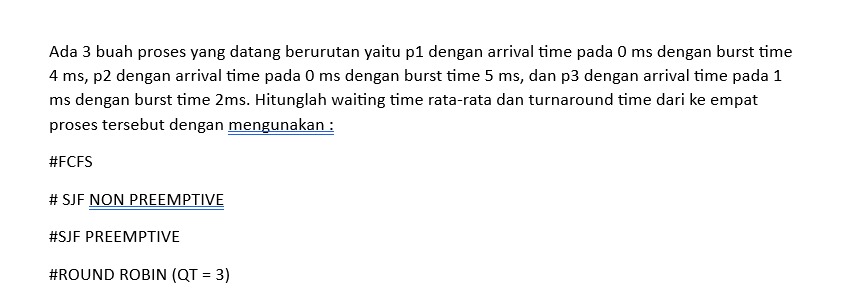 Ada 3 buah proses yang datang berurutan yaitu p1 dengan arrival time pada 0 ms dengan burst time
4 ms, p2 dengan arrival time pada 0 ms dengan burst time 5 ms, dan p3 dengan arrival time pada 1
ms dengan burst time 2ms. Hitunglah waiting time rata-rata dan turnaround time dari ke empat
proses tersebut dengan mengunakan :
#FCFS
# SJF NON PREEMPTIVE
#SJF PREEMPTIVE
#ROUND ROBIN (QT = 3)